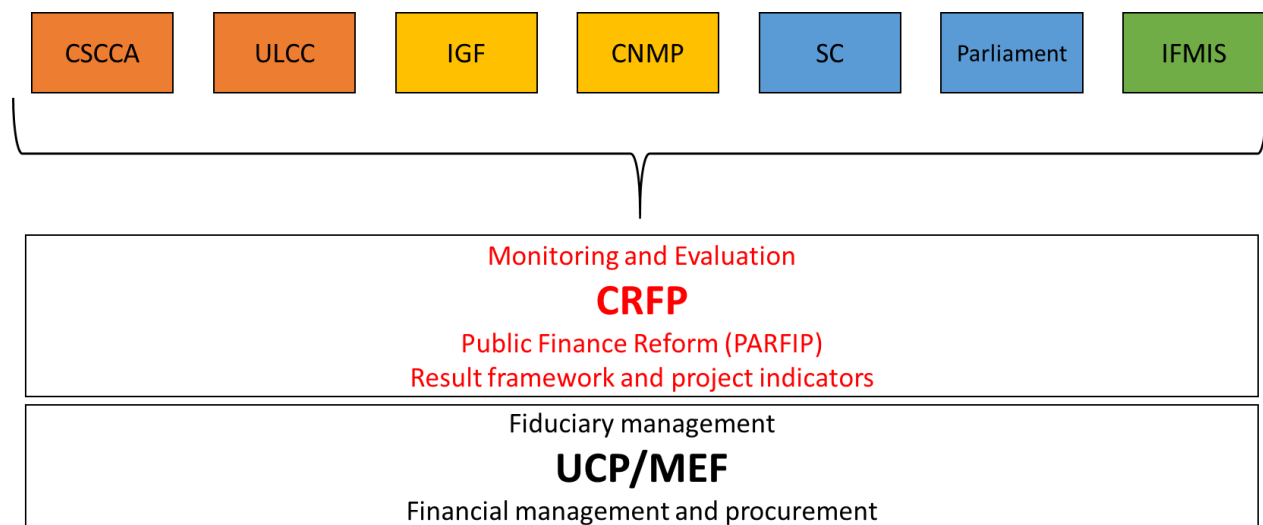 CSCCA
ULCC
IGF
CNMP
SC
Parliament
IFMIS
Monitoring and Evaluation
CRFP
Public Finance Reform (PARFIP)
Result framework and project indicators
Fiduciary management
UCP/MEF
Financial management and procurement